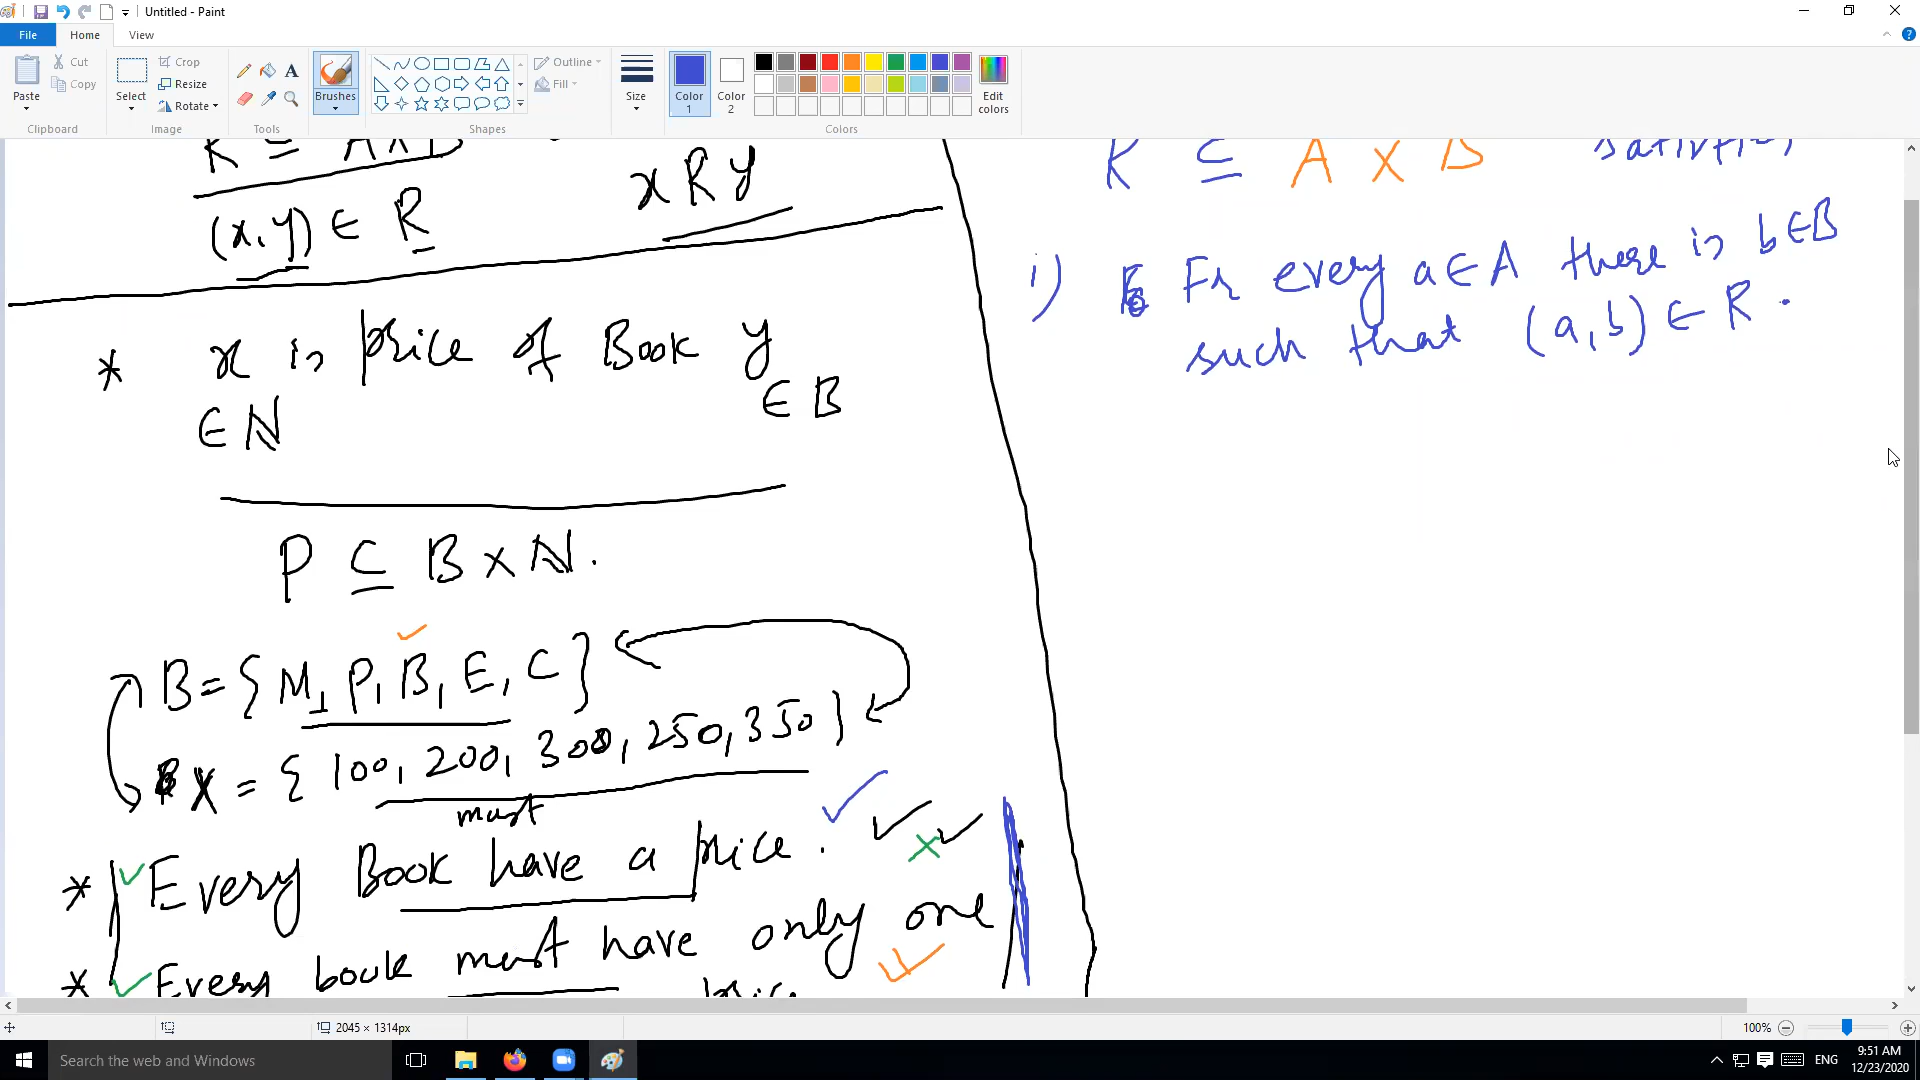 Untitled - Paint
File Home View
Paste Cut Copy Select Crop Resize Rotate Brushes Outline Fill Size Color 1 Color 2 Edit colors
Clipboard Image Tools Shapes Colors
R ⊆ A × B
(x, y) ∈ R
x R y
* x is price of Book y
∈ ℕ ∈ B
P ⊆ B × ℕ.
B = { M, P, B, E, C }
X = { 100, 200, 300, 250, 350 }
must
* Every Book have a price.
* Every book must have only one
price
R ⊆ A × B satisfies
i) Fr every a ∈ A there is b ∈ B
such that (a, b) ∈ R.
2045 × 1314px 100%
Search the web and Windows ENG 9:51 AM
12/23/2020